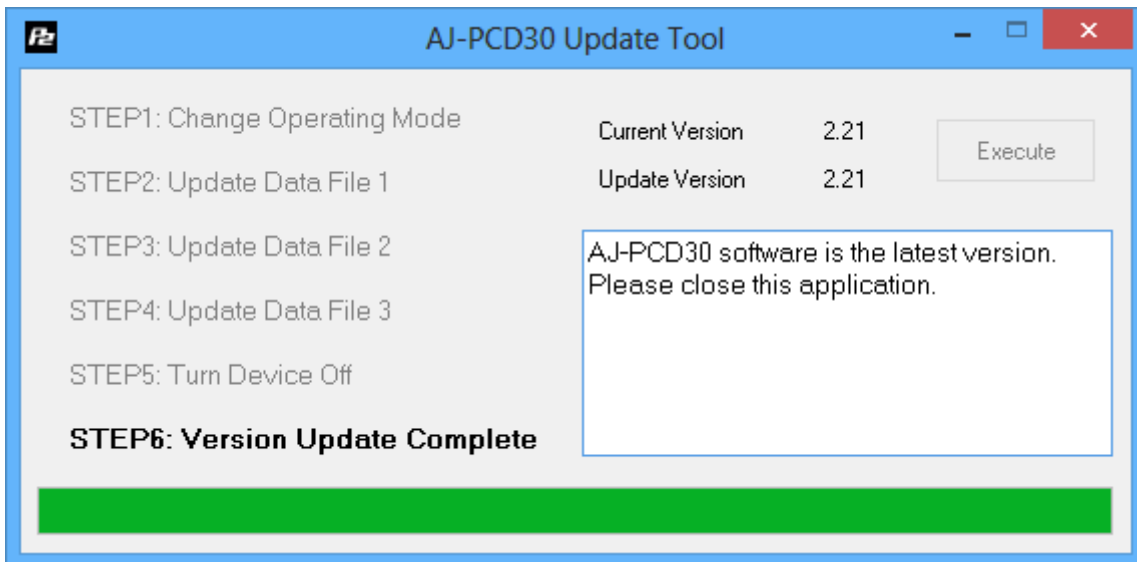 P2
AJ-PCD30 Update Tool
STEP1: Change Operating Mode
STEP2: Update Data File 1
STEP3: Update Data File 2
STEP4: Update Data File 3
STEP5: Turn Device Off
STEP6: Version Update Complete
Current Version 2.21
Update Version 2.21
Execute
AJ-PCD30 software is the latest version.
Please close this application.